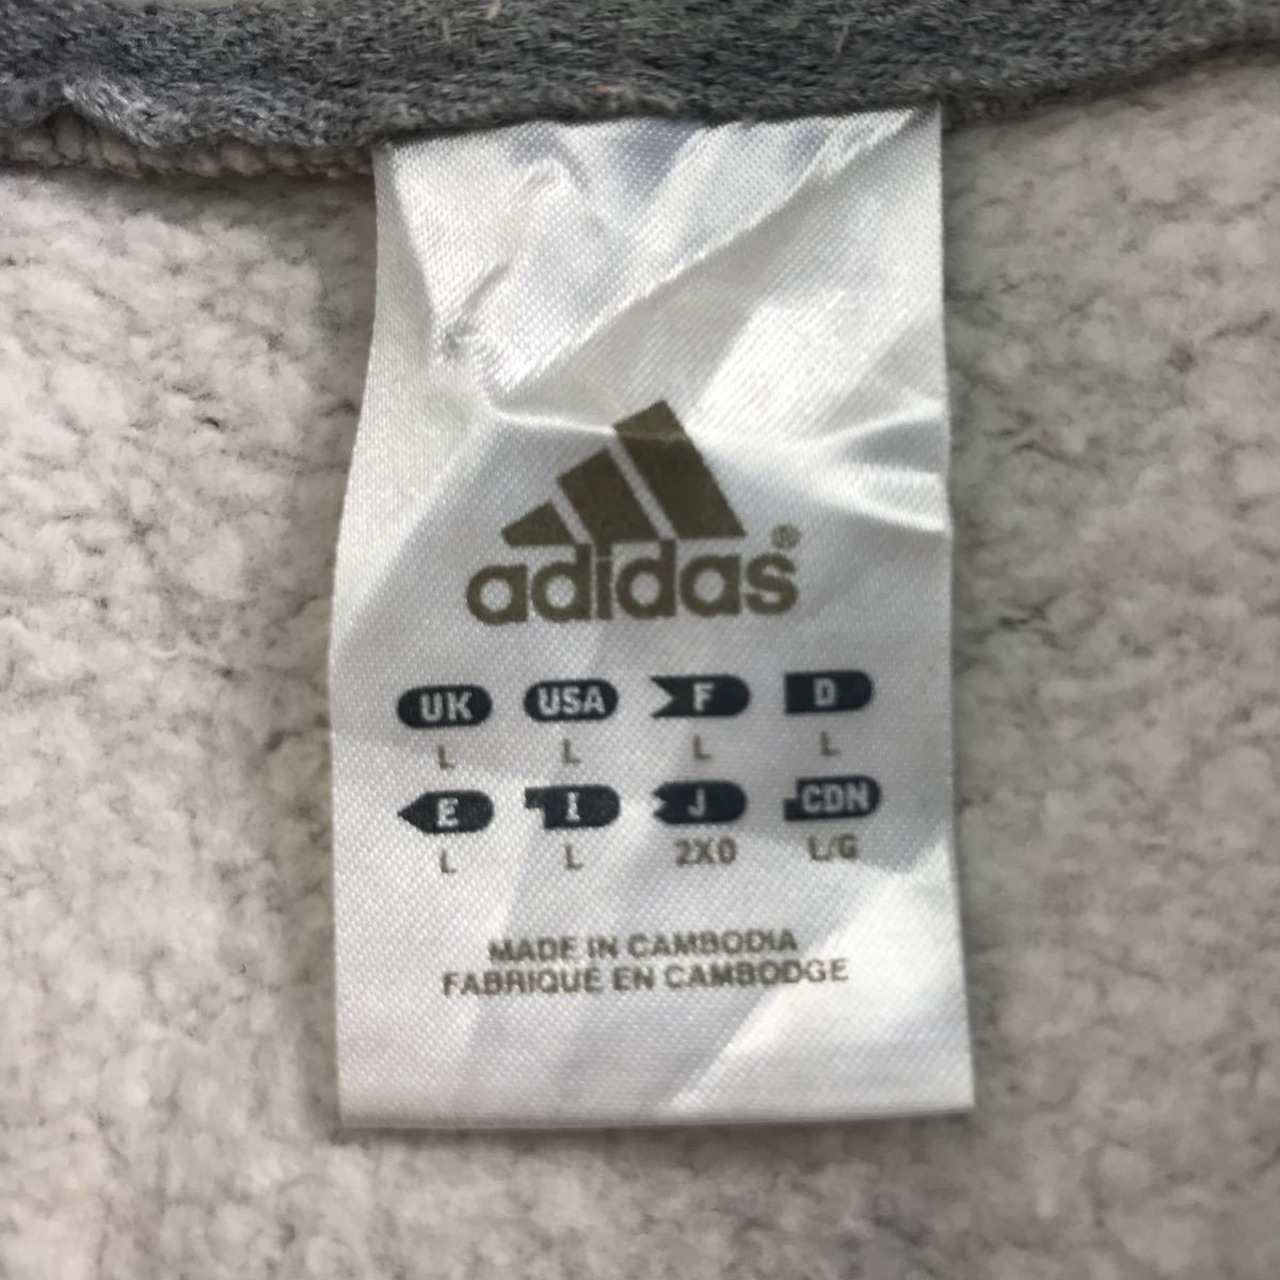 adidas®
UK USA F D
L L L L
E I J CDN
L L 2XO L/G
MADE IN CAMBODIA
FABRIQUÉ EN CAMBODGE